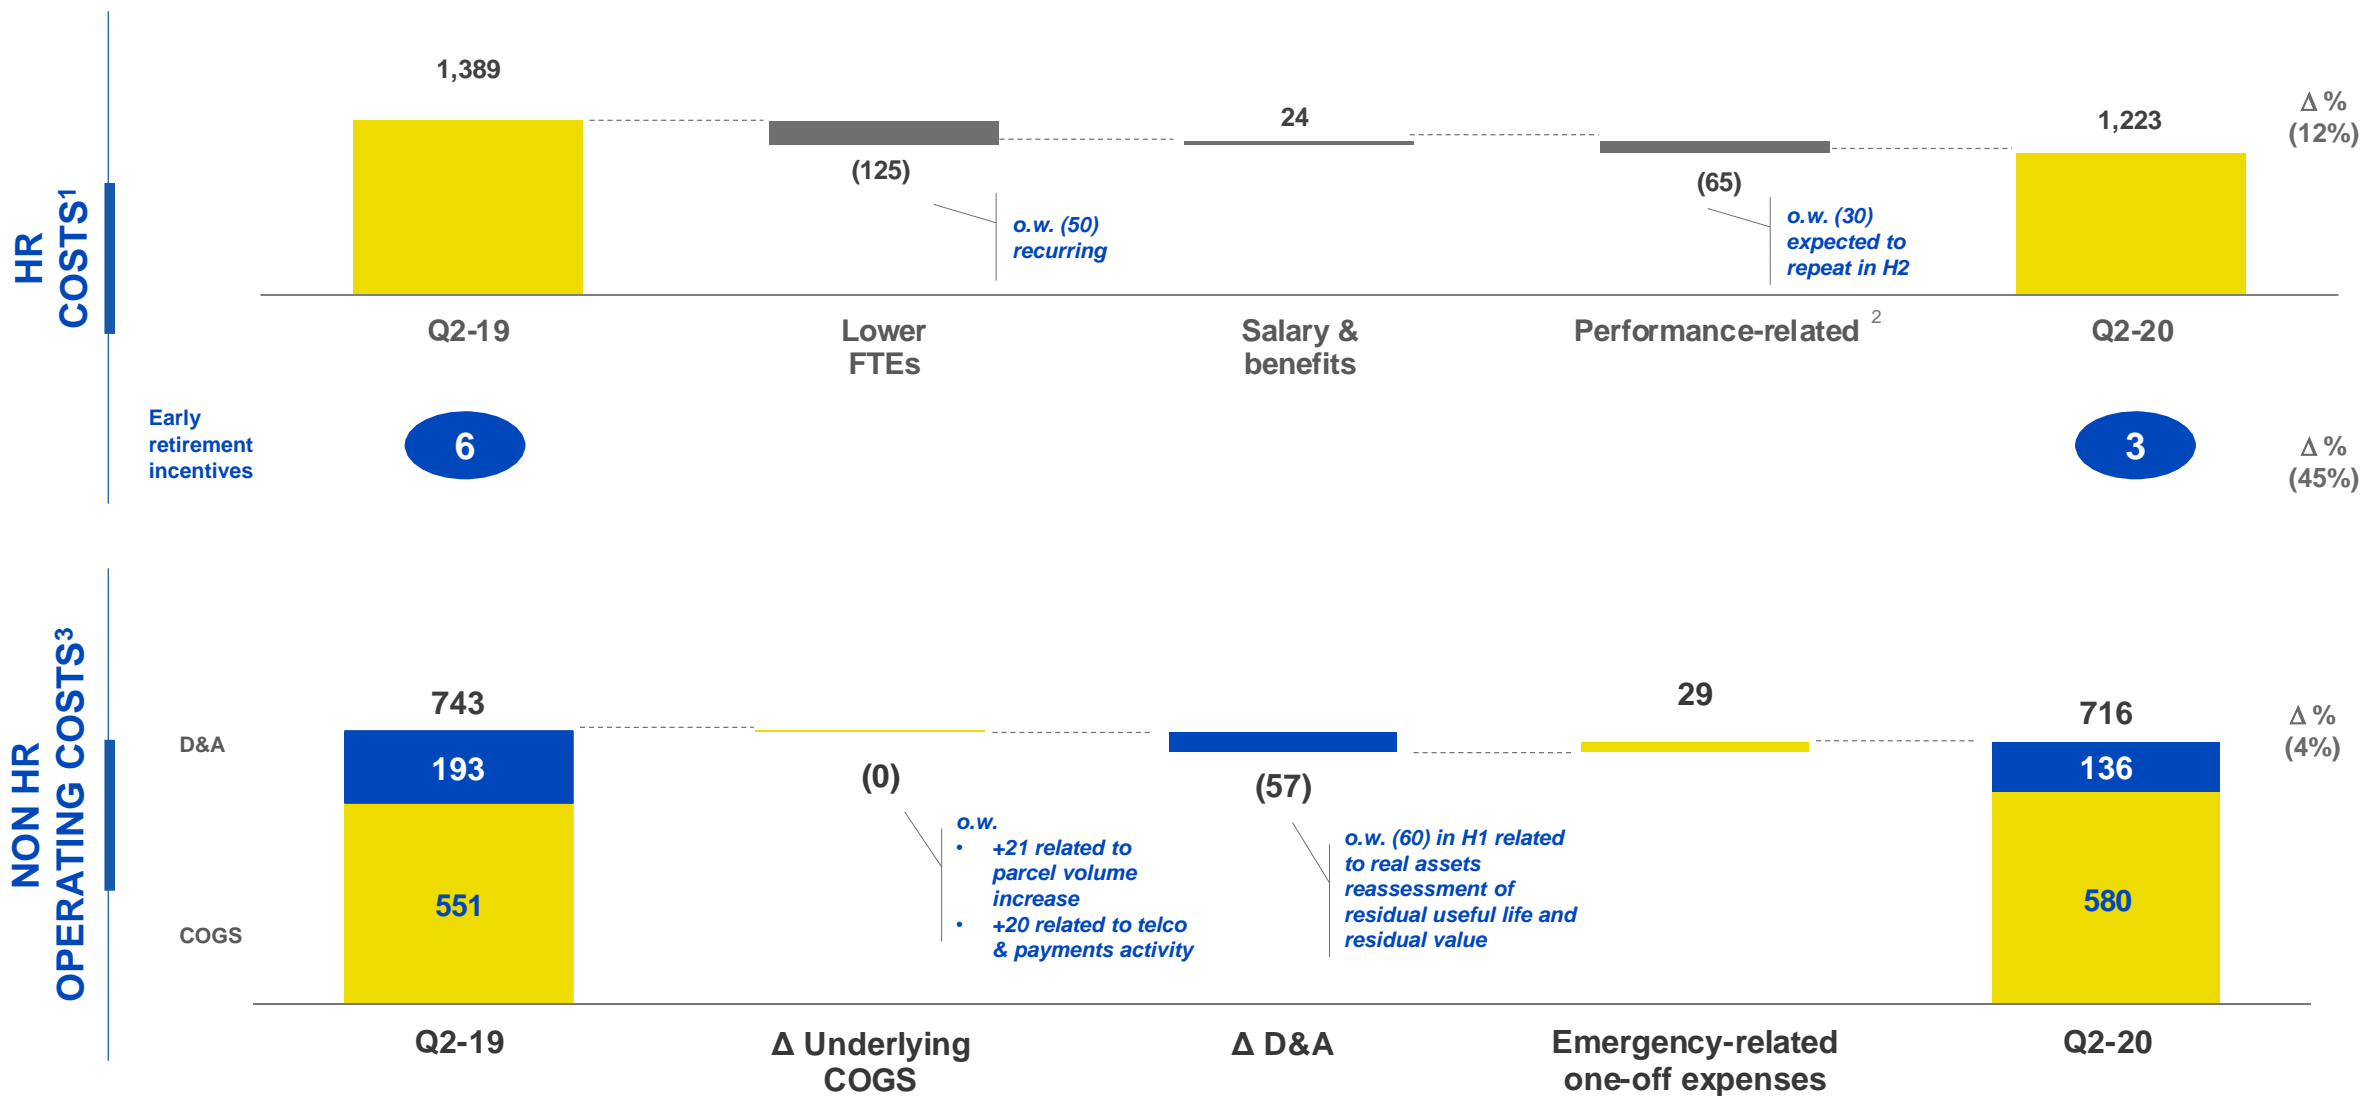 HR
COSTS1
1,389
(125)
o.w. (50)
recurring
24
(65)
o.w. (30)
expected to
repeat in H2
1,223
Δ %
(12%)
Q2-19
Lower
FTEs
Salary &
benefits
Performance-related 2
Q2-20
Early
retirement
incentives
6
3
Δ %
(45%)
NON HR
OPERATING COSTS3
D&A
COGS
743
193
551
(0)
o.w.
• +21 related to
parcel volume
increase
• +20 related to telco
& payments activity
(57)
o.w. (60) in H1 related
to real assets
reassessment of
residual useful life and
residual value
29
716
136
580
Δ %
(4%)
Q2-19
Δ Underlying
COGS
Δ D&A
Emergency-related
one-off expenses
Q2-20